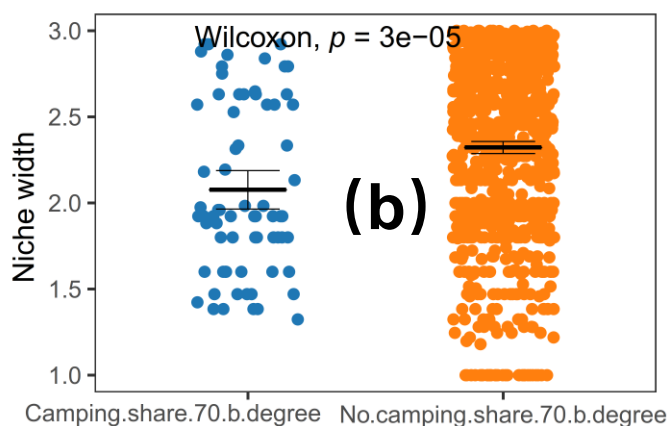 Wilcoxon, p = 3e−05
3.0
2.5
2.0
1.5
1.0
Niche width
(b)
Camping.share.70.b.degree No.camping.share.70.b.degree